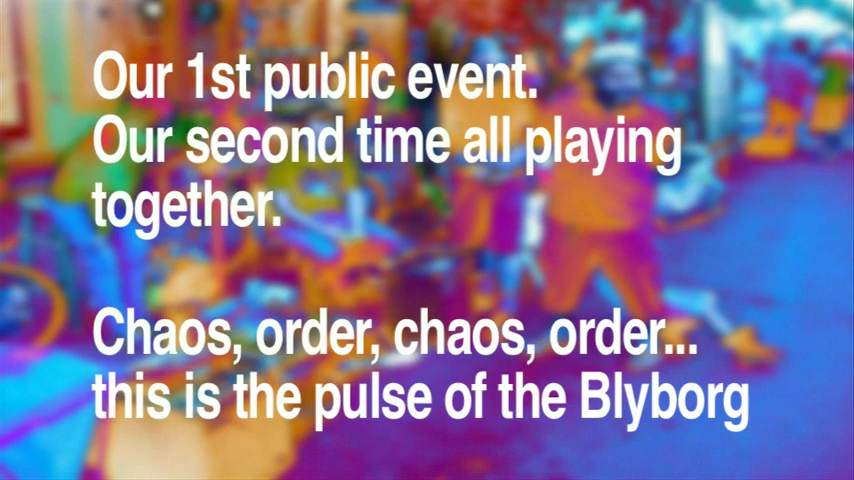 Our 1st public event.
Our second time all playing
together.
Chaos, order, chaos, order...
this is the pulse of the Blyborg